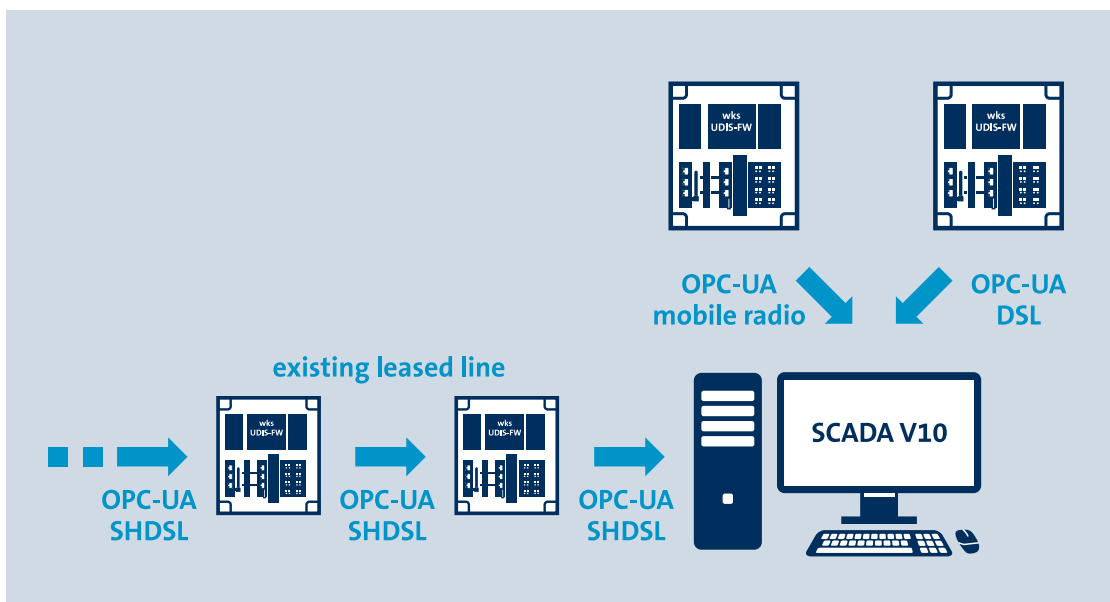 wks
UDIS-FW
wks
UDIS-FW
OPC-UA
mobile radio
OPC-UA
DSL
existing leased line
wks
UDIS-FW
wks
UDIS-FW
SCADA V10
OPC-UA
SHDSL
OPC-UA
SHDSL
OPC-UA
SHDSL